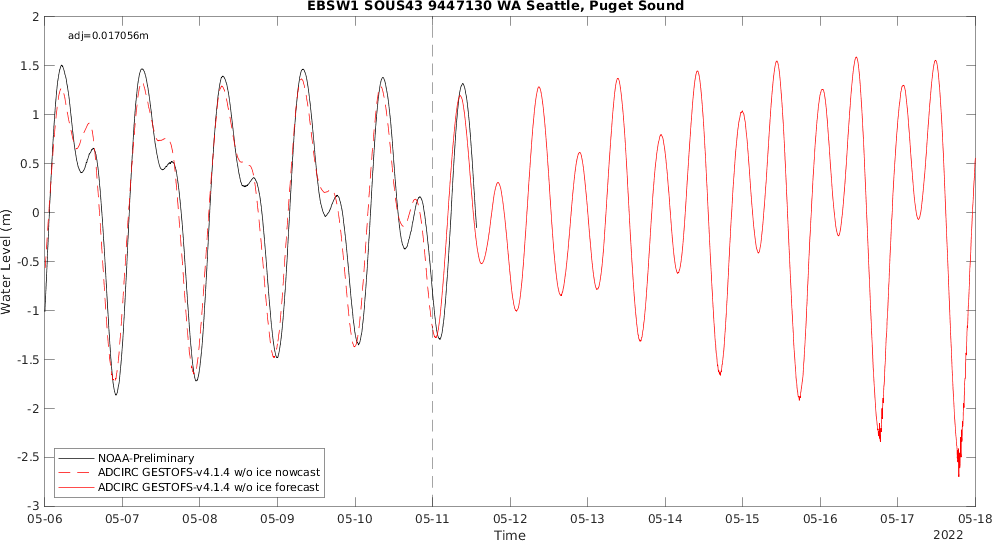 EBSW1 SOUS43 9447130 WA Seattle, Puget Sound
adj=0.017056m
Water Level (m)
2
1.5
1
0.5
0
-0.5
-1
-1.5
-2
-2.5
-3
NOAA-Preliminary
ADCIRC GESTOFS-v4.1.4 w/o ice nowcast
ADCIRC GESTOFS-v4.1.4 w/o ice forecast
05-06 05-07 05-08 05-09 05-10 05-11 05-12 05-13 05-14 05-15 05-16 05-17 05-18
Time
2022